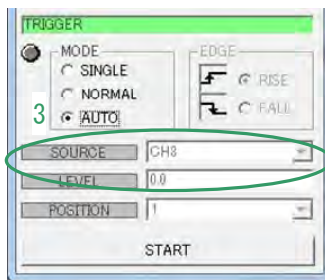 TRIGGER
MODE
EDGE
SINGLE
RISE
NORMAL
FALL
3
AUTO
SOURCE CH3
LEVEL 0.0
POSITION 1
START